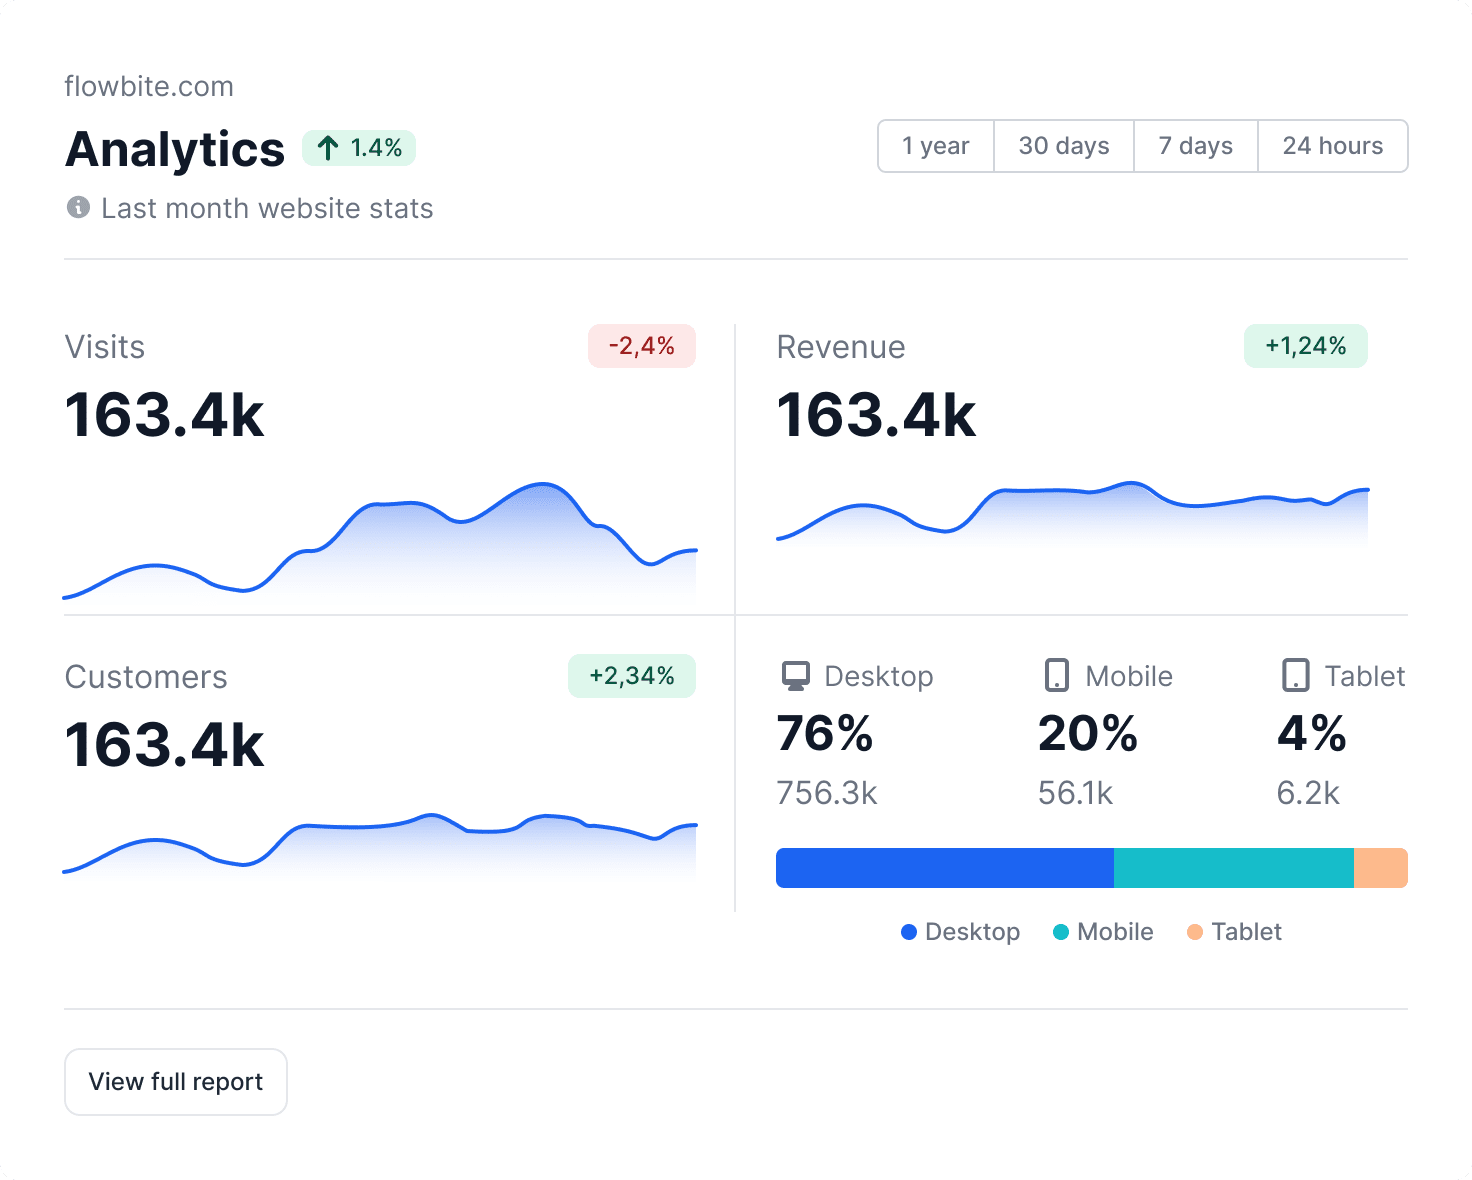 flowbite.com
Analytics
1.4%
1 year
30 days
7 days
24 hours
Last month website stats
Visits
-2,4%
163.4k
Revenue
+1,24%
163.4k
Customers
+2,34%
163.4k
Desktop
76%
756.3k
Mobile
20%
56.1k
Tablet
4%
6.2k
Desktop
Mobile
Tablet
View full report